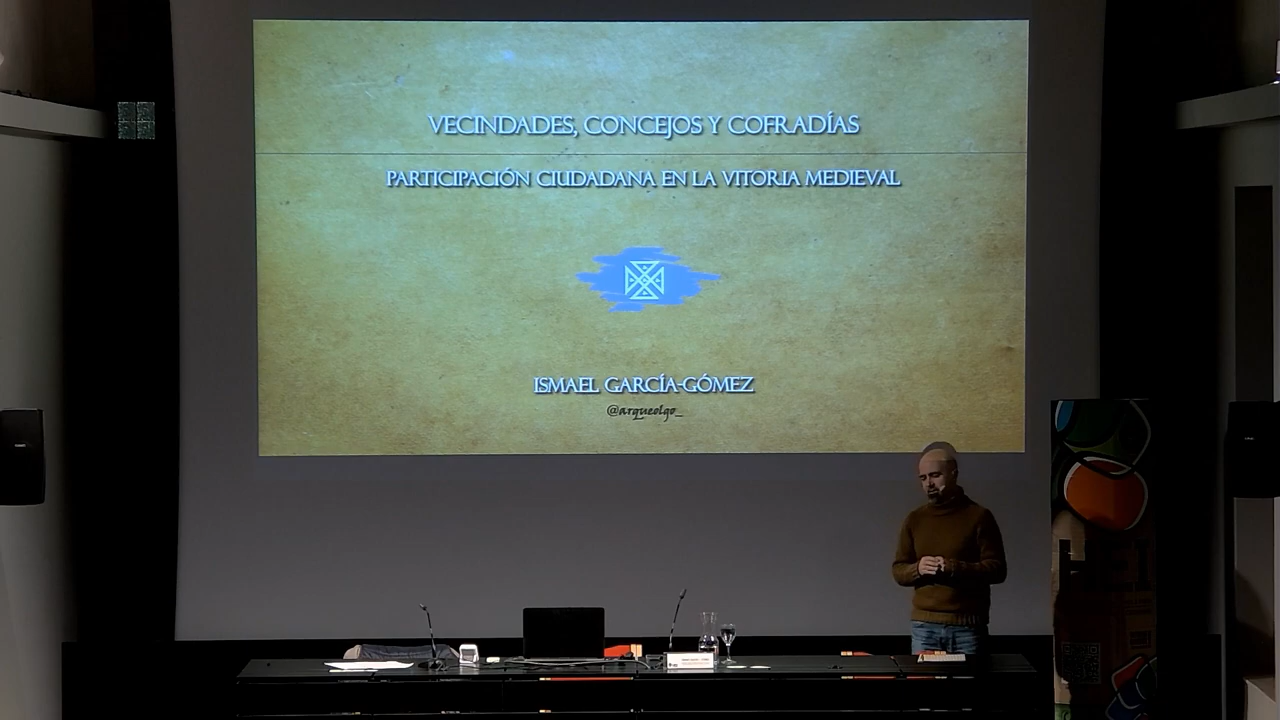 VECINDADES, CONCEJOS Y COFRADÍAS
PARTICIPACIÓN CIUDADANA EN LA VITORIA MEDIEVAL
ISMAEL GARCÍA-GÓMEZ
@arqueolgo_